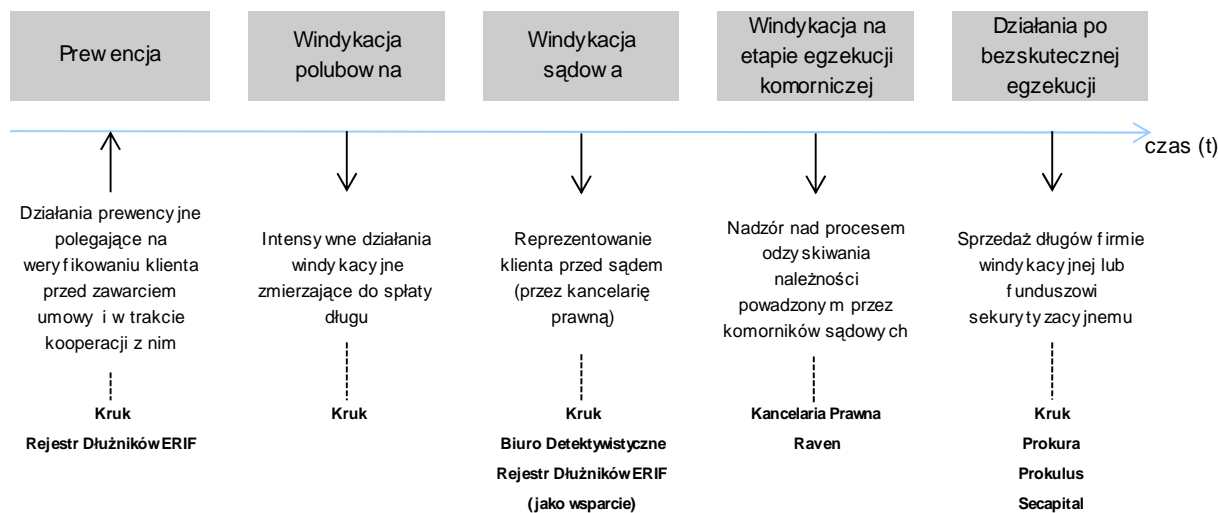 Prewencja
Windykacja
polubowna
Windykacja
sądowa
Windykacja na
etapie egzekucji
komorniczej
Działania po
bezskutecznej
egzekucji
czas (t)
Działania prewencyjne
polegające na
weryfikowaniu klienta
przed zawarciem
umowy i w trakcie
kooperacji z nim
Intensywne działania
windykacyjne
zmierzające do spłaty
długu
Reprezentowanie
klienta przed sądem
(przez kancelarię
prawną)
Nadzór nad procesem
odzyskiwania
należności
powadzonym przez
komorników sądowych
Sprzedaż długów firmie
windykacyjnej lub
funduszowi
sekurytyzacyjnemu
Kruk
Rejestr Dłużników ERIF
Kruk
Kruk
Biuro Detektywistyczne
Rejestr Dłużników ERIF
(jako wsparcie)
Kancelaria Prawna
Raven
Kruk
Prokura
Prokulus
Secapital